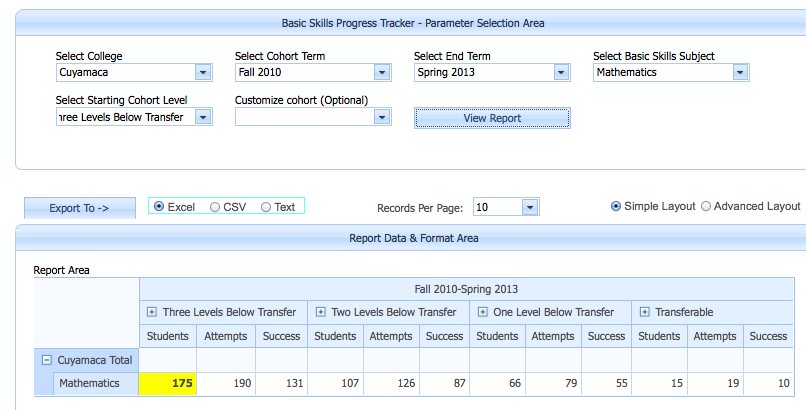 Basic Skills Progress Tracker - Parameter Selection Area
Select College Select Cohort Term Select End Term Select Basic Skills Subject
Cuyamaca Fall 2010 Spring 2013 Mathematics
Select Starting Cohort Level Customize cohort (Optional)
hree Levels Below Transfer View Report
Export To -> Excel CSV Text Records Per Page: 10 Simple Layout Advanced Layout
Report Data & Format Area
Report Area
Fall 2010-Spring 2013
Three Levels Below Transfer Two Levels Below Transfer One Level Below Transfer Transferable
Students Attempts Success Students Attempts Success Students Attempts Success Students Attempts Success
Cuyamaca Total
Mathematics 175 190 131 107 126 87 66 79 55 15 19 10